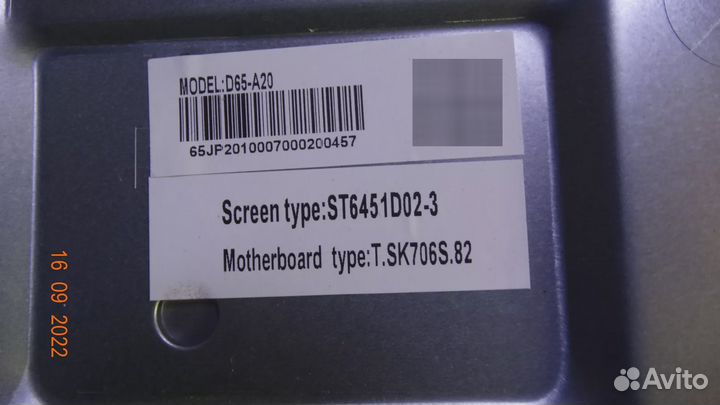 MODEL:D65-A20
65JP2010007000200457
Screen type:ST6451D02-3
Motherboard type:T.SK706S.82
16 09' 2022
Avito